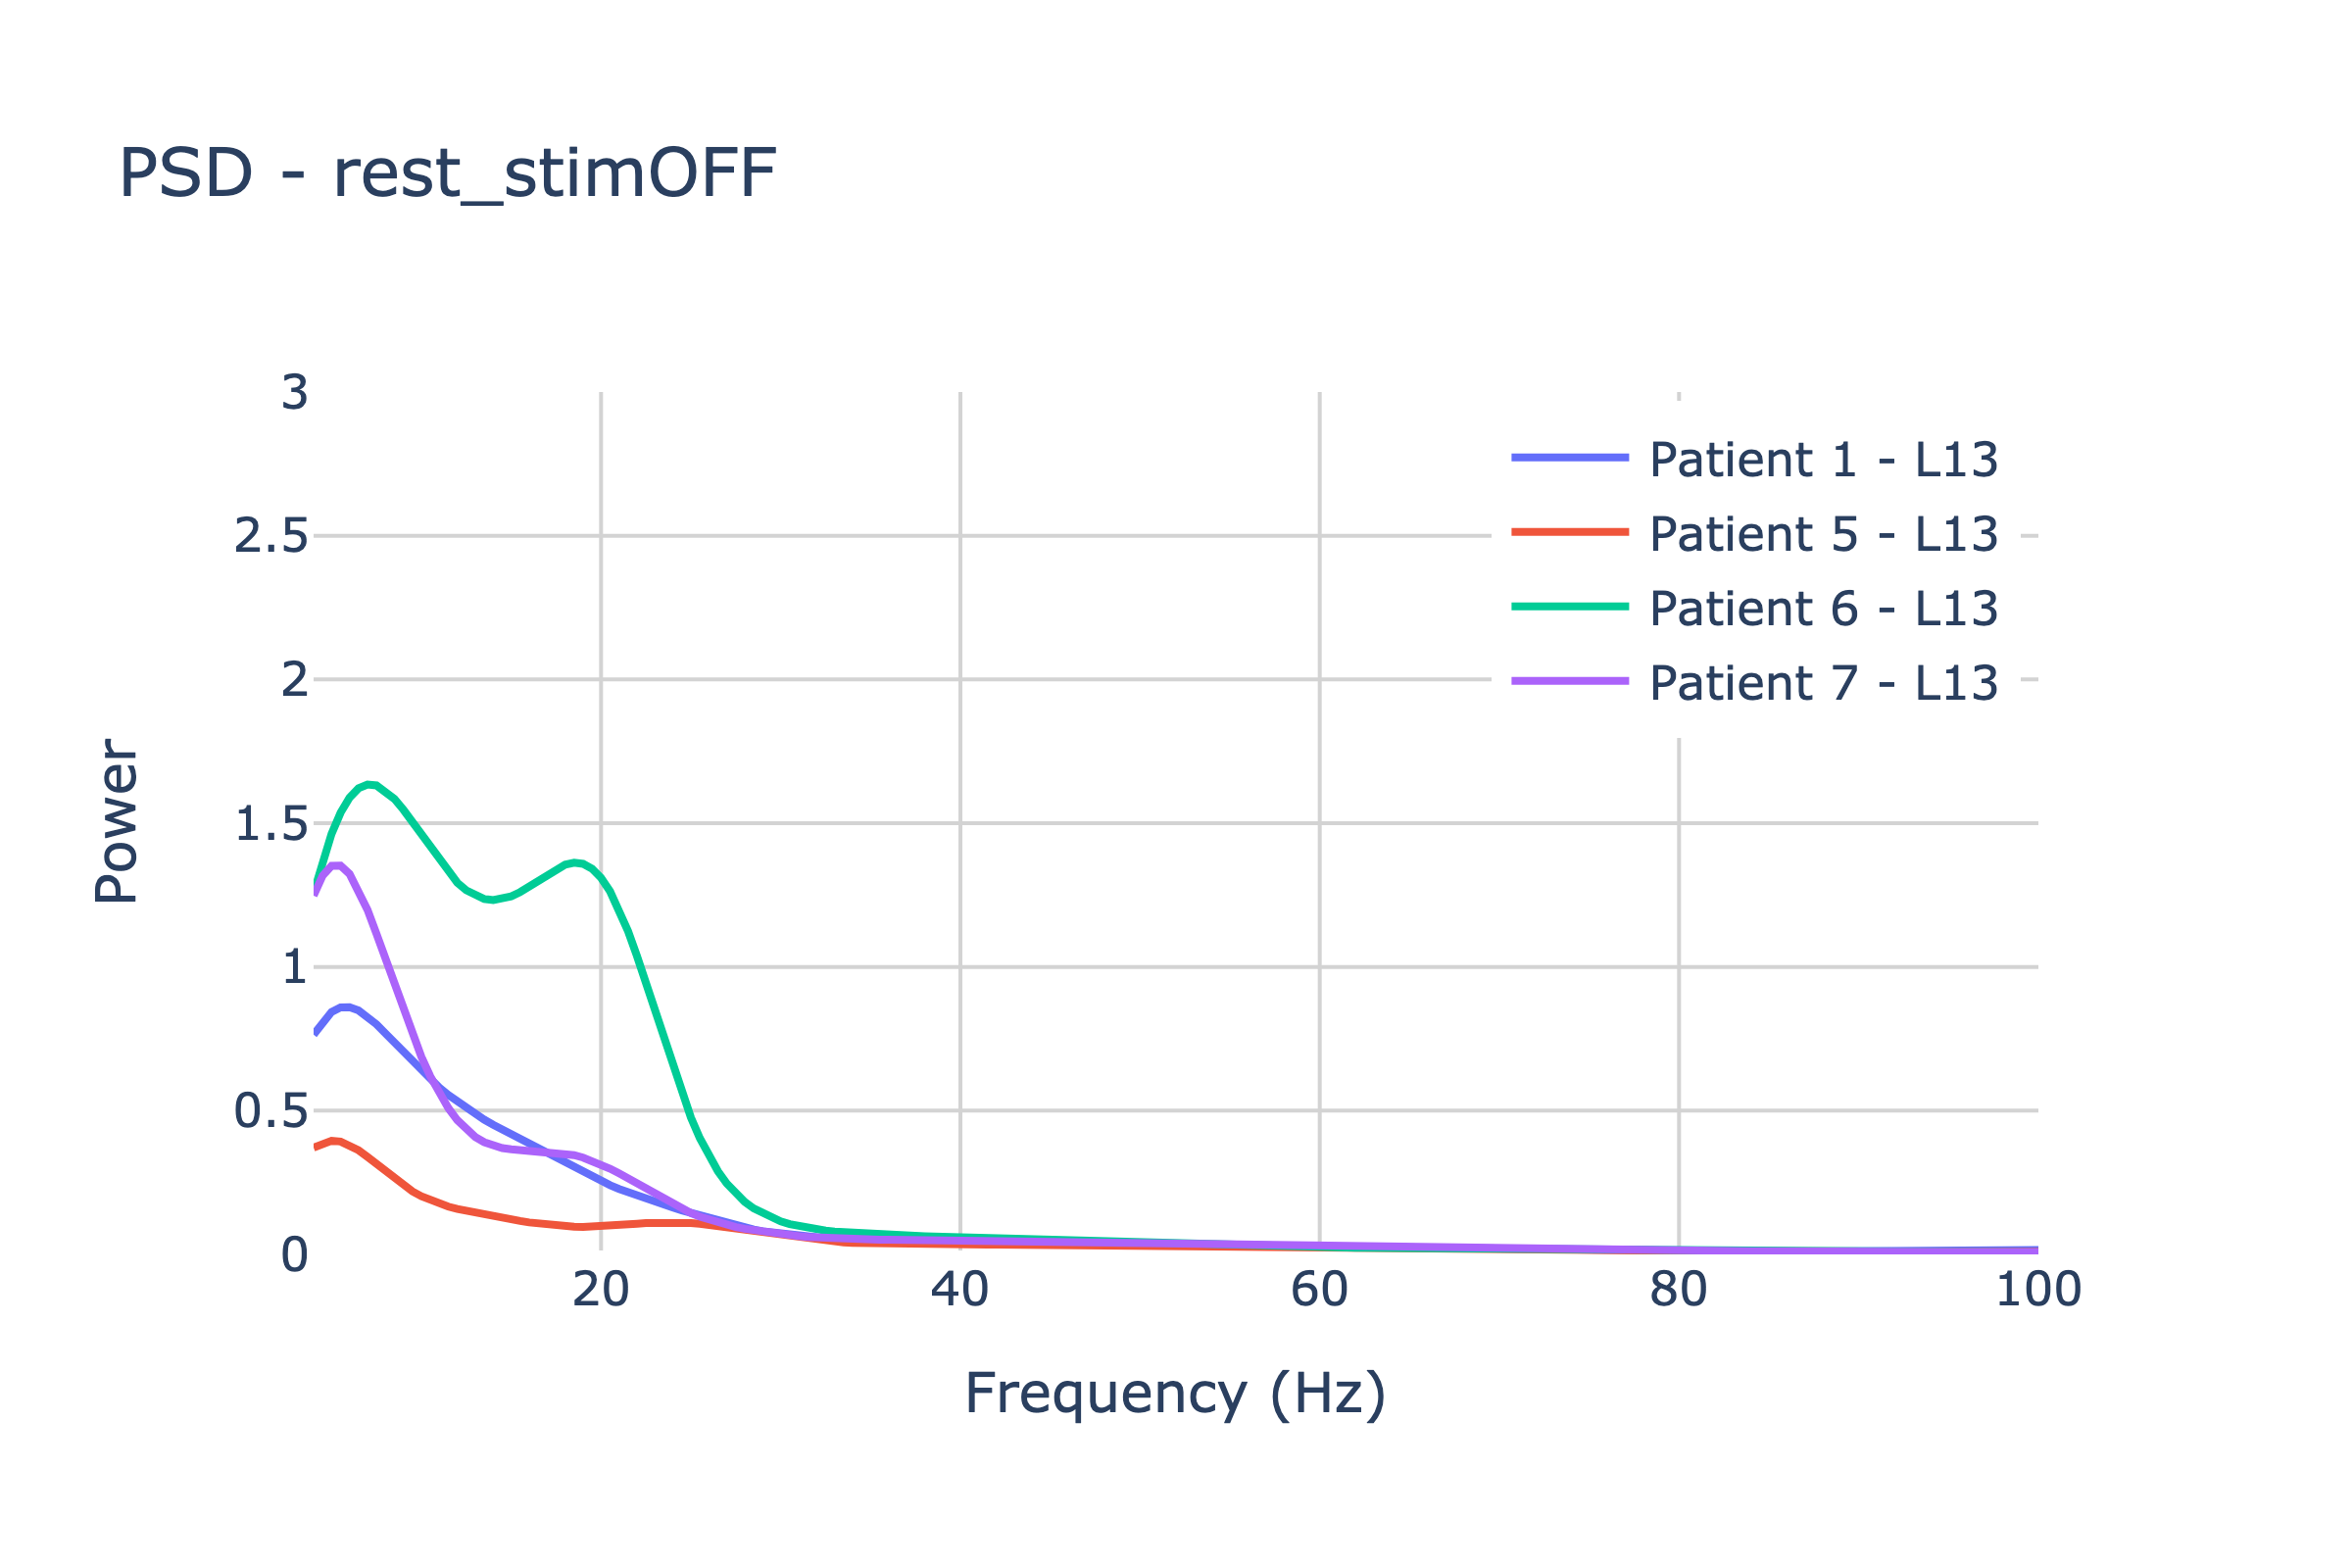 PSD - rest_stimOFF
3
2.5
2
1.5
1
0.5
0
Power
Patient 1 - L13
Patient 5 - L13
Patient 6 - L13
Patient 7 - L13
20 40 60 80 100
Frequency (Hz)